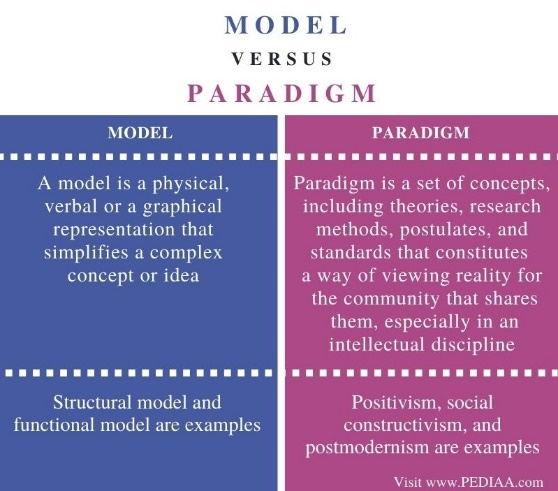 MODEL
VERSUS
PARADIGM
MODEL
A model is a physical,
verbal or a graphical
representation that
simplifies a complex
concept or idea
Structural model and
functional model are examples
PARADIGM
Paradigm is a set of concepts,
including theories, research
methods, postulates, and
standards that constitutes
a way of viewing reality for
the community that shares
them, especially in an
intellectual discipline
Positivism, social
constructivism, and
postmodernism are examples
Visit www.PEDIAA.com